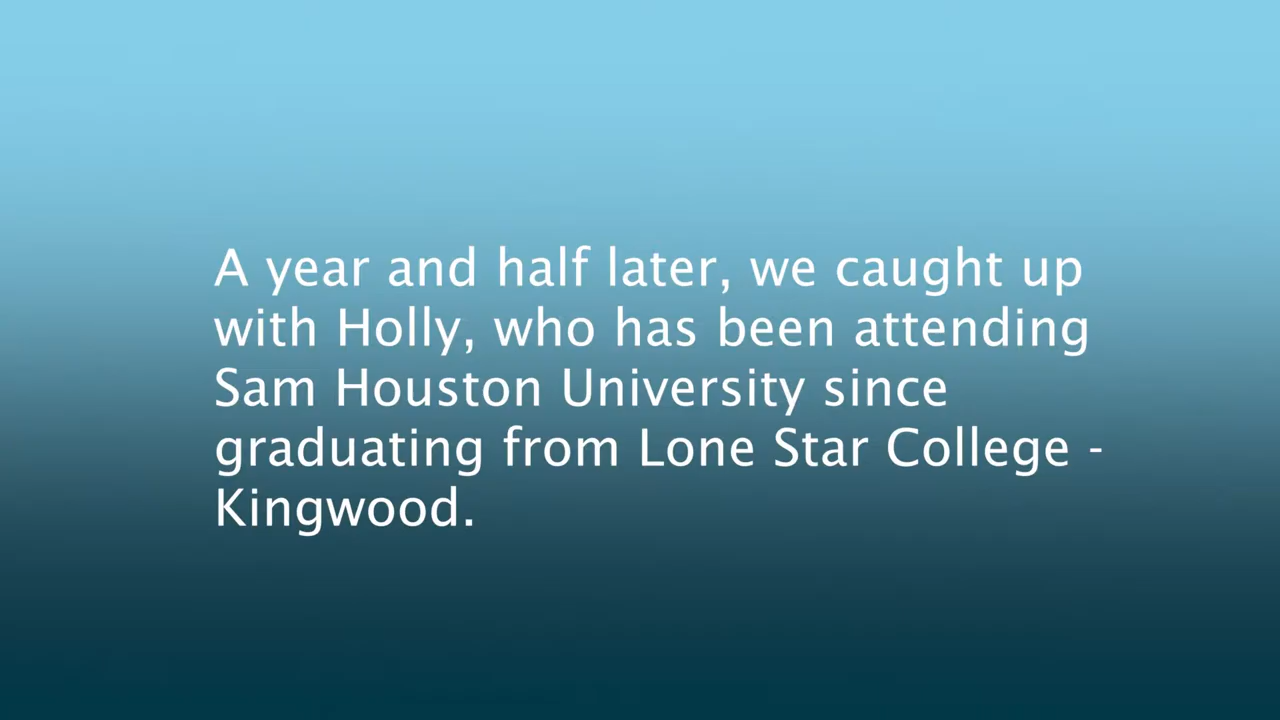 A year and half later, we caught up
with Holly, who has been attending
Sam Houston University since
graduating from Lone Star College -
Kingwood.